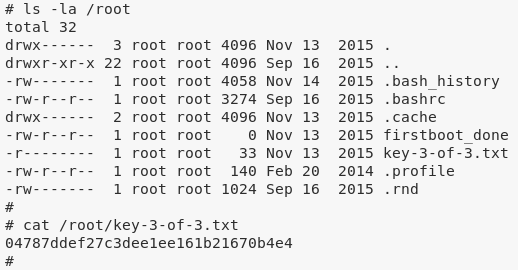 # ls -la /root
total 32
drwx------  3 root root 4096 Nov 13  2015 .
drwxr-xr-x 22 root root 4096 Sep 16  2015 ..
-rw-------  1 root root 4058 Nov 14  2015 .bash_history
-rw-r--r--  1 root root 3274 Sep 16  2015 .bashrc
drwx------  2 root root 4096 Nov 13  2015 .cache
-rw-r--r--  1 root root    0 Nov 13  2015 firstboot_done
-r--------  1 root root   33 Nov 13  2015 key-3-of-3.txt
-rw-r--r--  1 root root  140 Feb 20  2014 .profile
-rw-------  1 root root 1024 Sep 16  2015 .rnd
#
# cat /root/key-3-of-3.txt
04787ddef27c3dee1ee161b21670b4e4
#